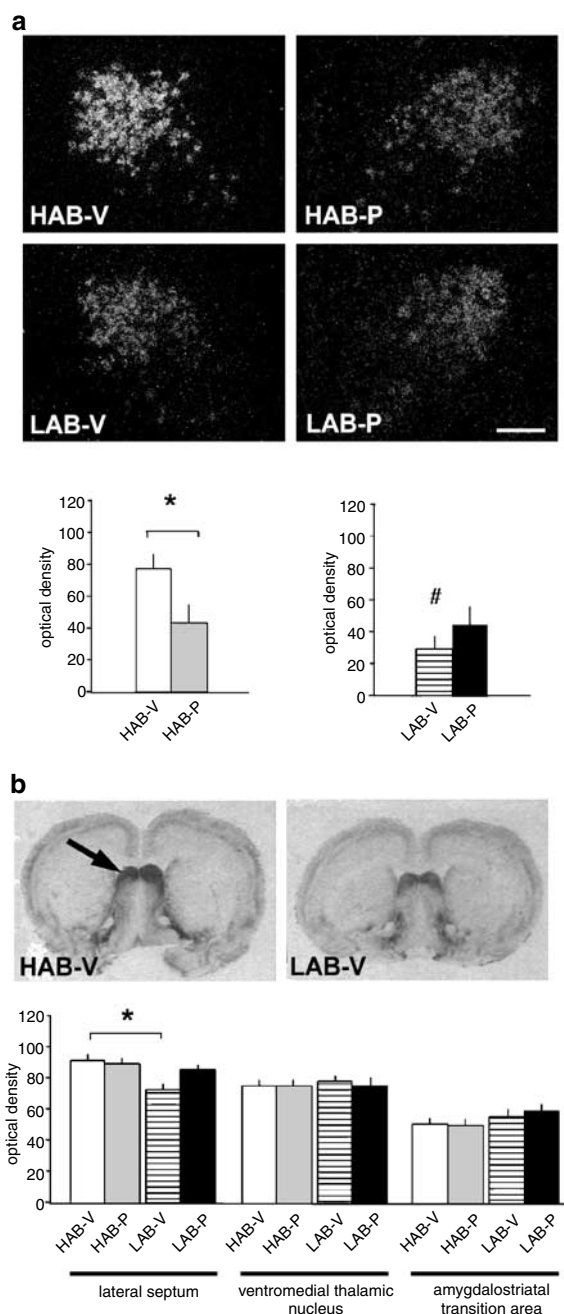 a
HAB-V
HAB-P
LAB-V
LAB-P
120
100
80
60
40
20
0
optical density
*
HAB-V
HAB-P
120
100
80
60
40
20
0
optical density
#
LAB-V
LAB-P
b
HAB-V
LAB-V
120
100
80
60
40
20
0
optical density
*
HAB-V
HAB-P
LAB-V
LAB-P
HAB-V
HAB-P
LAB-V
LAB-P
HAB-V
HAB-P
LAB-V
LAB-P
lateral septum
ventromedial thalamic
nucleus
amygdalostriatal
transition area